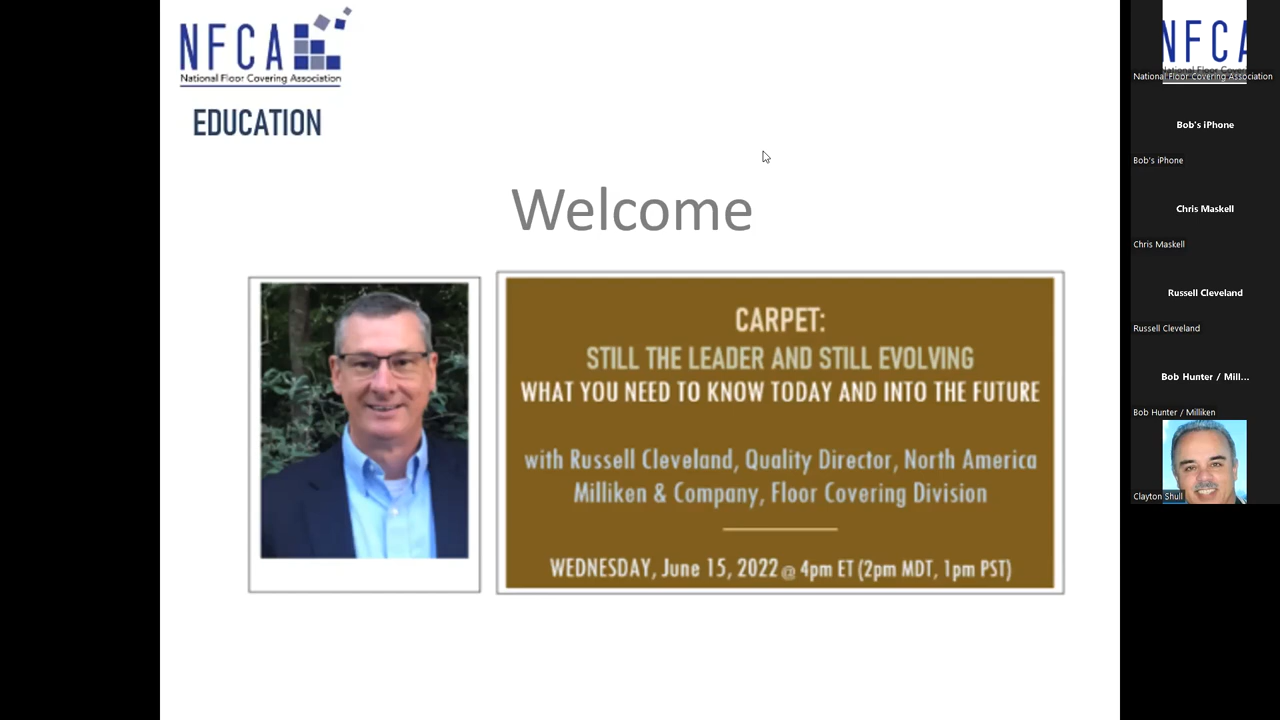 NFCA
National Floor Covering Association
EDUCATION
Welcome
CARPET:
STILL THE LEADER AND STILL EVOLVING
WHAT YOU NEED TO KNOW TODAY AND INTO THE FUTURE
with Russell Cleveland, Quality Director, North America
Milliken & Company, Floor Covering Division
WEDNESDAY, June 15, 2022 @ 4pm ET (2pm MDT, 1pm PST)
NFCA
National Floor Covering Association
Bob's iPhone
Bob's iPhone
Chris Maskell
Chris Maskell
Russell Cleveland
Russell Cleveland
Bob Hunter / Mill...
Bob Hunter / Milliken
Clayton Shull